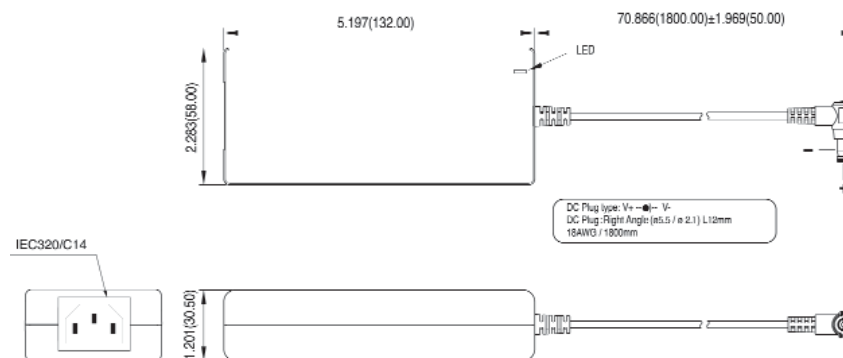 5.197(132.00)
70.866(1800.00)±1.969(50.00)
LED
2.283(58.00)
DC Plug type: V+ --●|-- V-
DC Plug:Right Angle (ø5.5 / ø 2.1) L12mm
18AWG / 1800mm
IEC320/C14
1.201(30.50)